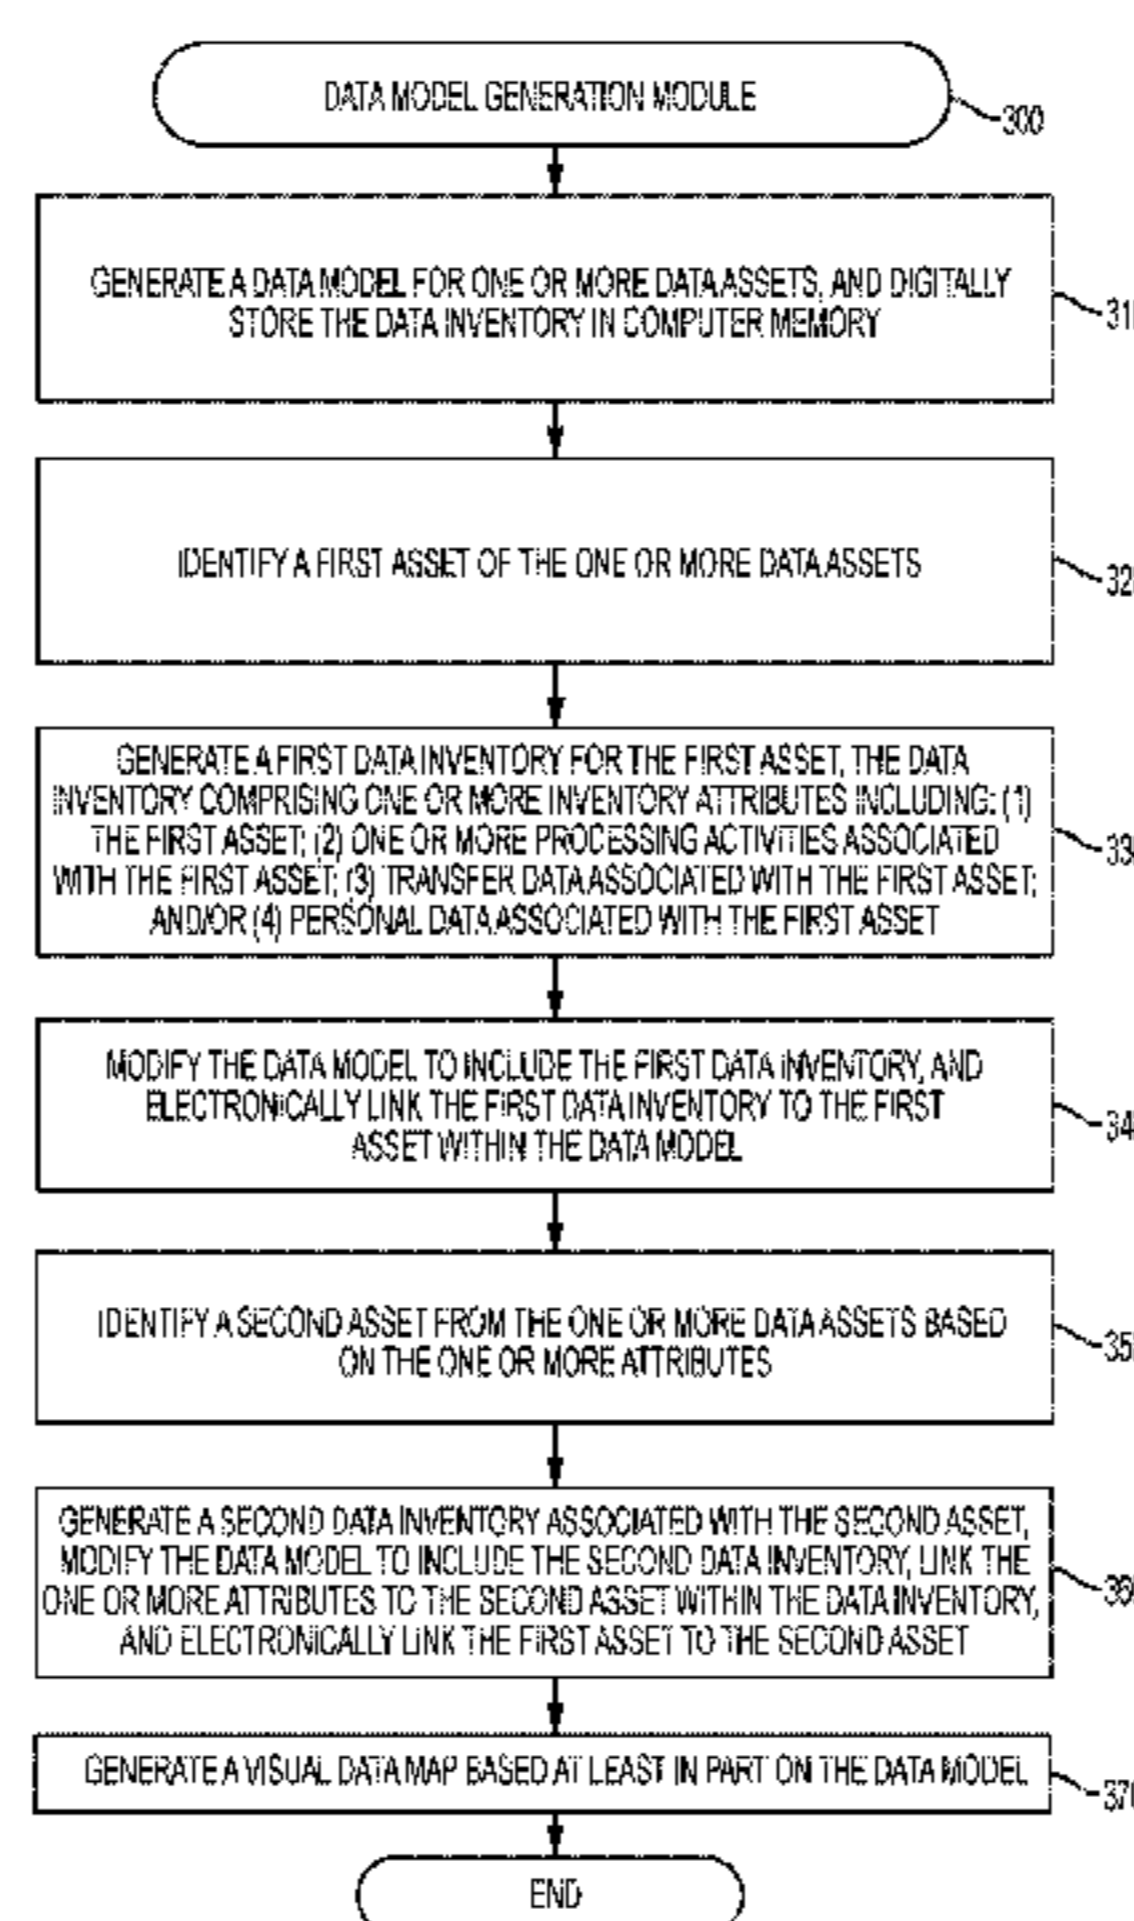 DATA MODEL GENERATION MODULE
300
GENERATE A DATA MODEL FOR ONE OR MORE DATA ASSETS, AND DIGITALLY
STORE THE DATA INVENTORY IN COMPUTER MEMORY
IDENTIFY A FIRST ASSET OF THE ONE OR MORE DATA ASSETS
GENERATE A FIRST DATA INVENTORY FOR THE FIRST ASSET, THE DATA
INVENTORY COMPRISING ONE OR MORE INVENTORY ATTRIBUTES INCLUDING: (1)
THE FIRST ASSET; (2) ONE OR MORE PROCESSING ACTIVITIES ASSOCIATED
WITH THE FIRST ASSET; (3) TRANSFER DATA ASSOCIATED WITH THE FIRST ASSET;
AND/OR (4) PERSONAL DATA ASSOCIATED WITH THE FIRST ASSET
MODIFY THE DATA MODEL TO INCLUDE THE FIRST DATA INVENTORY, AND
ELECTRONICALLY LINK THE FIRST DATA INVENTORY TO THE FIRST
ASSET WITHIN THE DATA MODEL
IDENTIFY A SECOND ASSET FROM THE ONE OR MORE DATA ASSETS BASED
ON THE ONE OR MORE ATTRIBUTES
GENERATE A SECOND DATA INVENTORY ASSOCIATED WITH THE SECOND ASSET,
MODIFY THE DATA MODEL TO INCLUDE THE SECOND DATA INVENTORY, LINK THE
ONE OR MORE ATTRIBUTES TO THE SECOND ASSET WITHIN THE DATA INVENTORY,
AND ELECTRONICALLY LINK THE FIRST ASSET TO THE SECOND ASSET
GENERATE A VISUAL DATA MAP BASED AT LEAST IN PART ON THE DATA MODEL
END